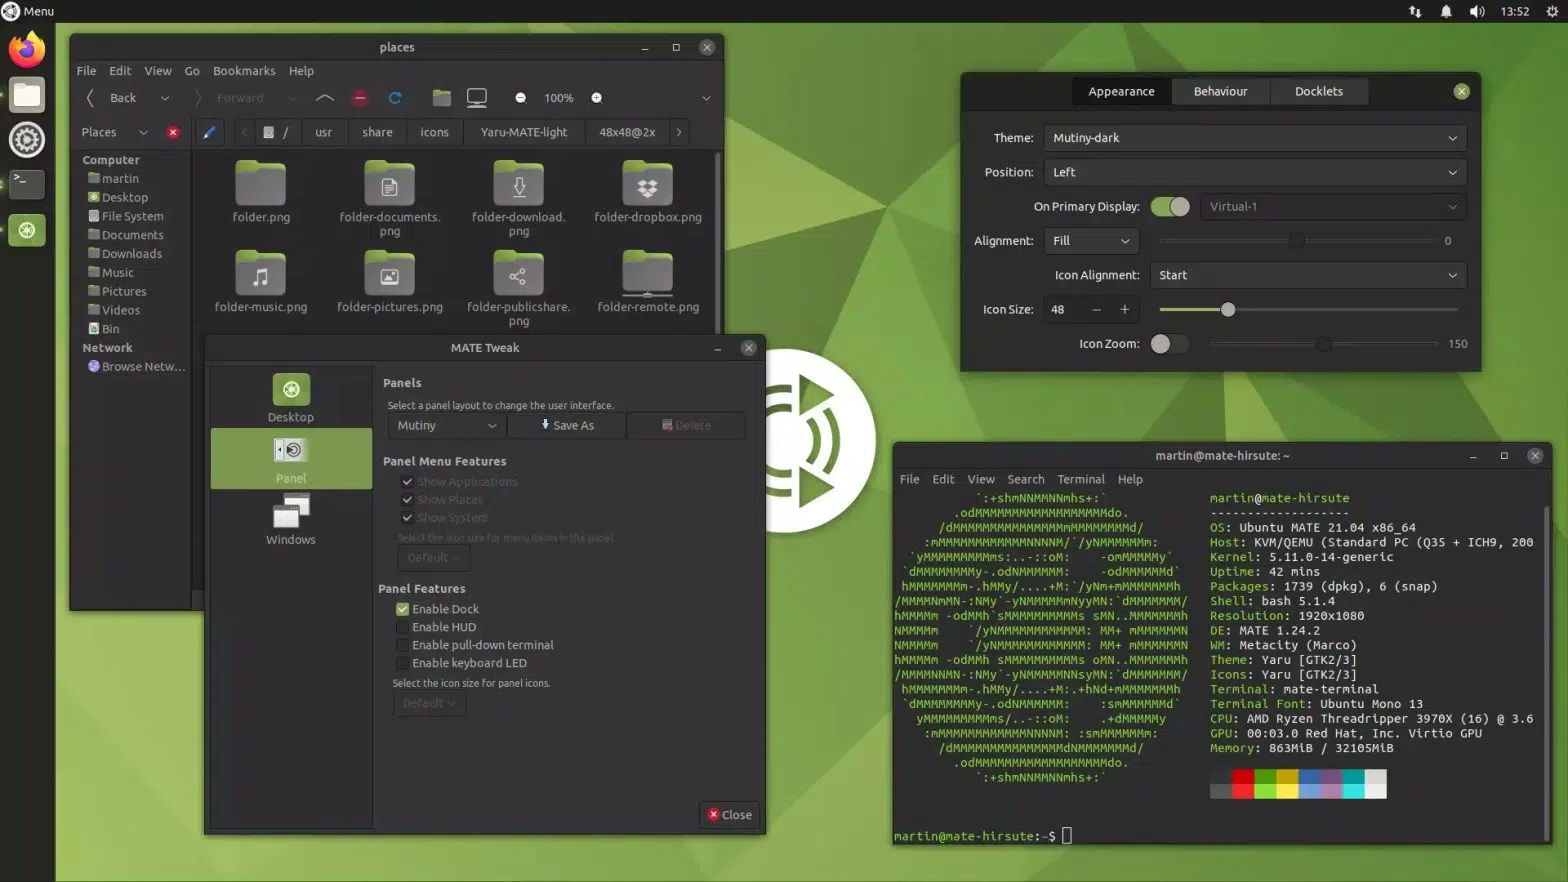 Menu
13:52
places
File Edit View Go Bookmarks Help
Back Forward 100%
Places / usr share icons Yaru-MATE-light 48x48@2x
Computer
martin
Desktop
File System
Documents
Downloads
Music
Pictures
Videos
Bin
Network
Browse Netw...
folder.png
folder-documents.
png
folder-download.
png
folder-dropbox.png
folder-music.png
folder-pictures.png
folder-publicshare.
png
folder-remote.png
MATE Tweak
Desktop
Panel
Windows
Panels
Select a panel layout to change the user interface.
Mutiny Save As Delete
Panel Menu Features
Show Applications
Show Places
Show System
Select the icon size for menu items in the panel.
Default
Panel Features
Enable Dock
Enable HUD
Enable pull-down terminal
Enable keyboard LED
Select the icon size for panel icons.
Default
Close
Appearance Behaviour Docklets
Theme: Mutiny-dark
Position: Left
On Primary Display: Virtual-1
Alignment: Fill 0
Icon Alignment: Start
Icon Size: 48 − +
Icon Zoom: 150
martin@mate-hirsute: ~
File Edit View Search Terminal Help
martin@mate-hirsute
-------------------
OS: Ubuntu MATE 21.04 x86_64
Host: KVM/QEMU (Standard PC (Q35 + ICH9, 200
Kernel: 5.11.0-14-generic
Uptime: 42 mins
Packages: 1739 (dpkg), 6 (snap)
Shell: bash 5.1.4
Resolution: 1920x1080
DE: MATE 1.24.2
WM: Metacity (Marco)
Theme: Yaru [GTK2/3]
Icons: Yaru [GTK2/3]
Terminal: mate-terminal
Terminal Font: Ubuntu Mono 13
CPU: AMD Ryzen Threadripper 3970X (16) @ 3.6
GPU: 00:03.0 Red Hat, Inc. Virtio GPU
Memory: 863MiB / 32105MiB
martin@mate-hirsute:~$